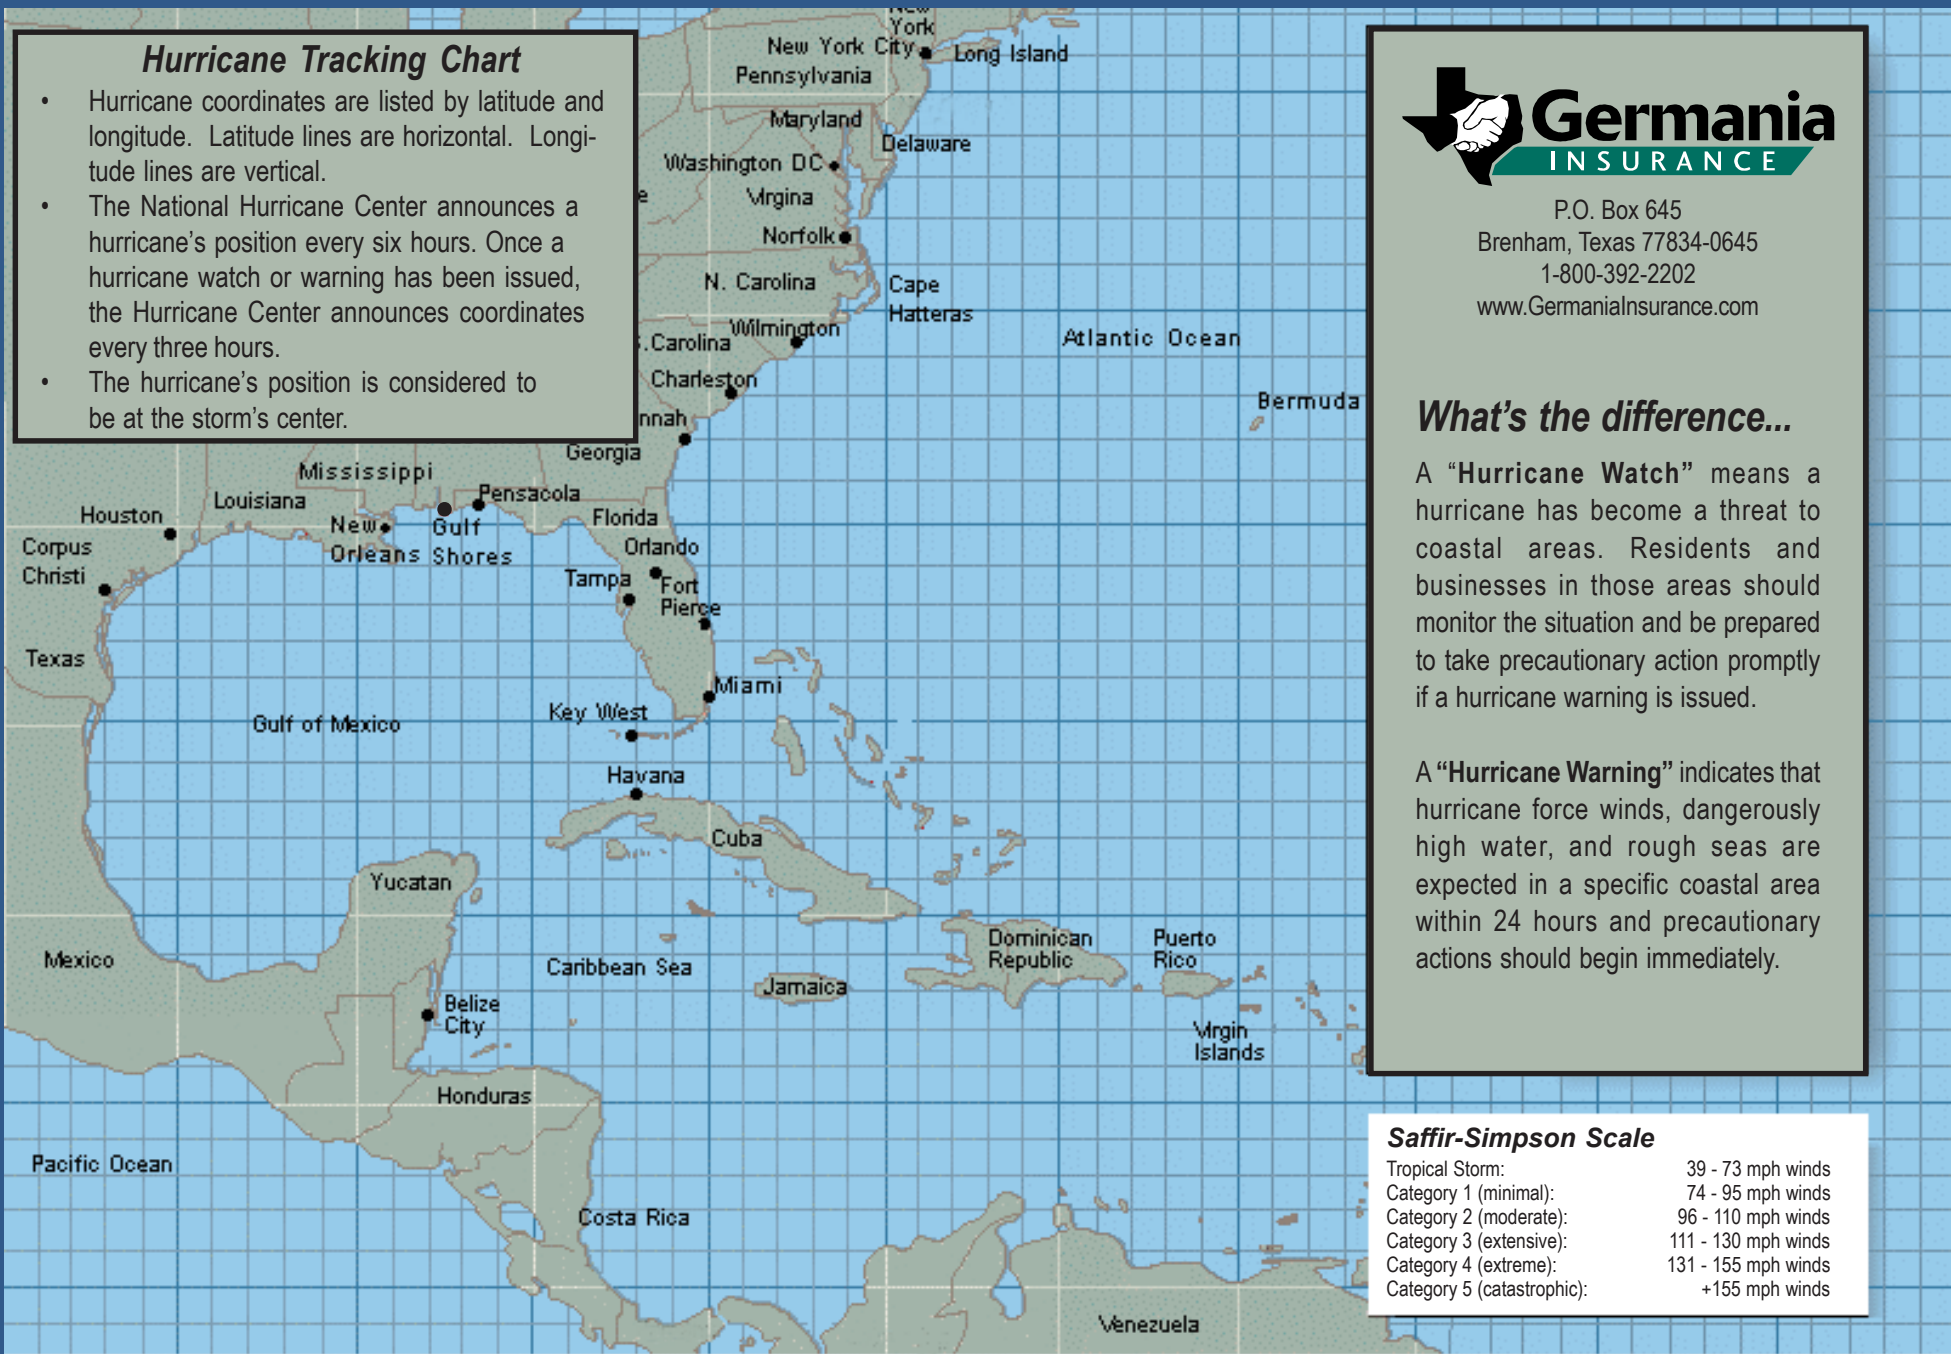 Hurricane Tracking Chart
• Hurricane coordinates are listed by latitude and
longitude. Latitude lines are horizontal. Longi-
tude lines are vertical.
• The National Hurricane Center announces a
hurricane's position every six hours. Once a
hurricane watch or warning has been issued,
the Hurricane Center announces coordinates
every three hours.
• The hurricane's position is considered to
be at the storm's center.
New
York
New York City
Long Island
Pennsylvania
Maryland
Delaware
Washington DC
Virgina
Norfolk
N. Carolina
Cape
Hatteras
Wilmington
S.Carolina
Charleston
nnah
Georgia
Atlantic Ocean
Bermuda
Mississippi
Louisiana
Pensacola
Houston
New
Orleans
Gulf
Shores
Florida
Corpus
Christi
Orlando
Tampa
Fort
Pierce
Texas
Miami
Key West
Gulf of Mexico
Havana
Cuba
Yucatan
Mexico
Caribbean Sea
Jamaica
Dominican
Republic
Puerto
Rico
Belize
City
Virgin
Islands
Honduras
Pacific Ocean
Costa Rica
Venezuela
Germania
INSURANCE
P.O. Box 645
Brenham, Texas 77834-0645
1-800-392-2202
www.GermaniaInsurance.com
What's the difference...
A “Hurricane Watch” means a
hurricane has become a threat to
coastal areas. Residents and
businesses in those areas should
monitor the situation and be prepared
to take precautionary action promptly
if a hurricane warning is issued.
A “Hurricane Warning” indicates that
hurricane force winds, dangerously
high water, and rough seas are
expected in a specific coastal area
within 24 hours and precautionary
actions should begin immediately.
Saffir-Simpson Scale
Tropical Storm: 39 - 73 mph winds
Category 1 (minimal): 74 - 95 mph winds
Category 2 (moderate): 96 - 110 mph winds
Category 3 (extensive): 111 - 130 mph winds
Category 4 (extreme): 131 - 155 mph winds
Category 5 (catastrophic): +155 mph winds